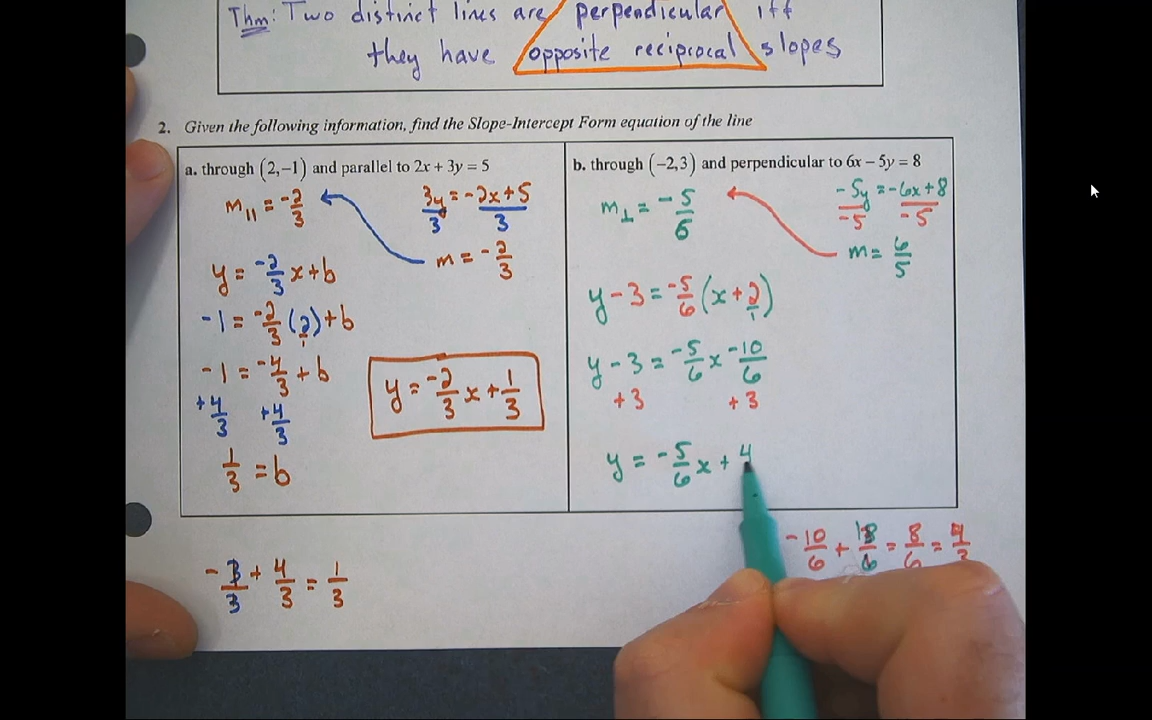 Thm: Two distinct lines are perpendicular iff
they have opposite reciprocal slopes
2. Given the following information, find the Slope-Intercept Form equation of the line
a. through (2,−1) and parallel to 2x + 3y = 5
m∥ = -2/3
3y/3 = -2x+5/3
m = -2/3
y = -2/3 x + b
-1 = -2/3 (2/1) + b
-1 = -4/3 + b
+4/3 +4/3
1/3 = b
y = -2/3 x + 1/3
-3/3 + 4/3 = 1/3
b. through (−2,3) and perpendicular to 6x − 5y = 8
m⊥ = -5/6
-5y/-5 = -6x+8/-5
m = 6/5
y - 3 = -5/6 (x + 2/1)
y - 3 = -5/6 x -10/6
+3 +3
y = -5/6 x + 4
-10/6 + 18/6 = 8/6 = 4/3